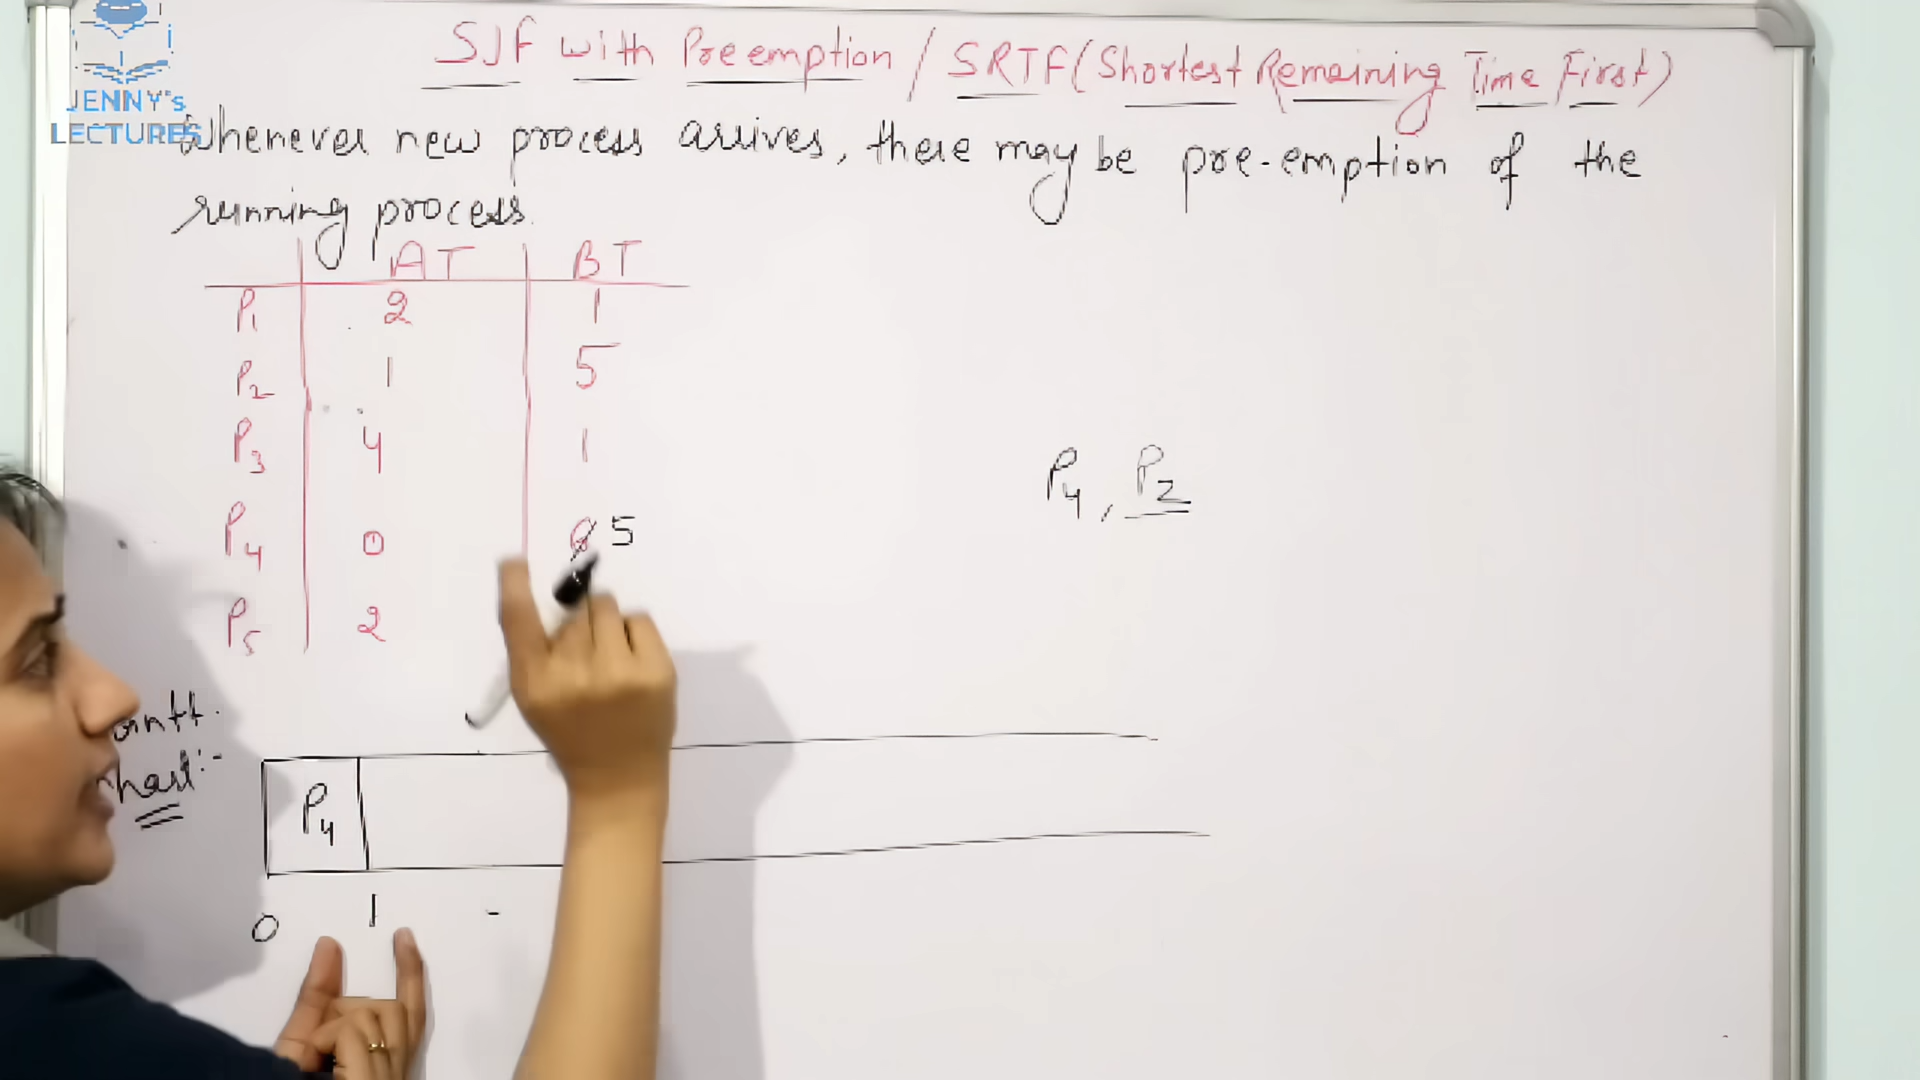 JENNY's
LECTURES
SJF with Preemption / SRTF (Shortest Remaining Time First)
Whenever new process arrives, there may be pre-emption of the
running process.
AT BT
P1 2 1
P2 1 5
P3 4 1
P4 0 5
P5 2
P4, P2
P4
0 1 -